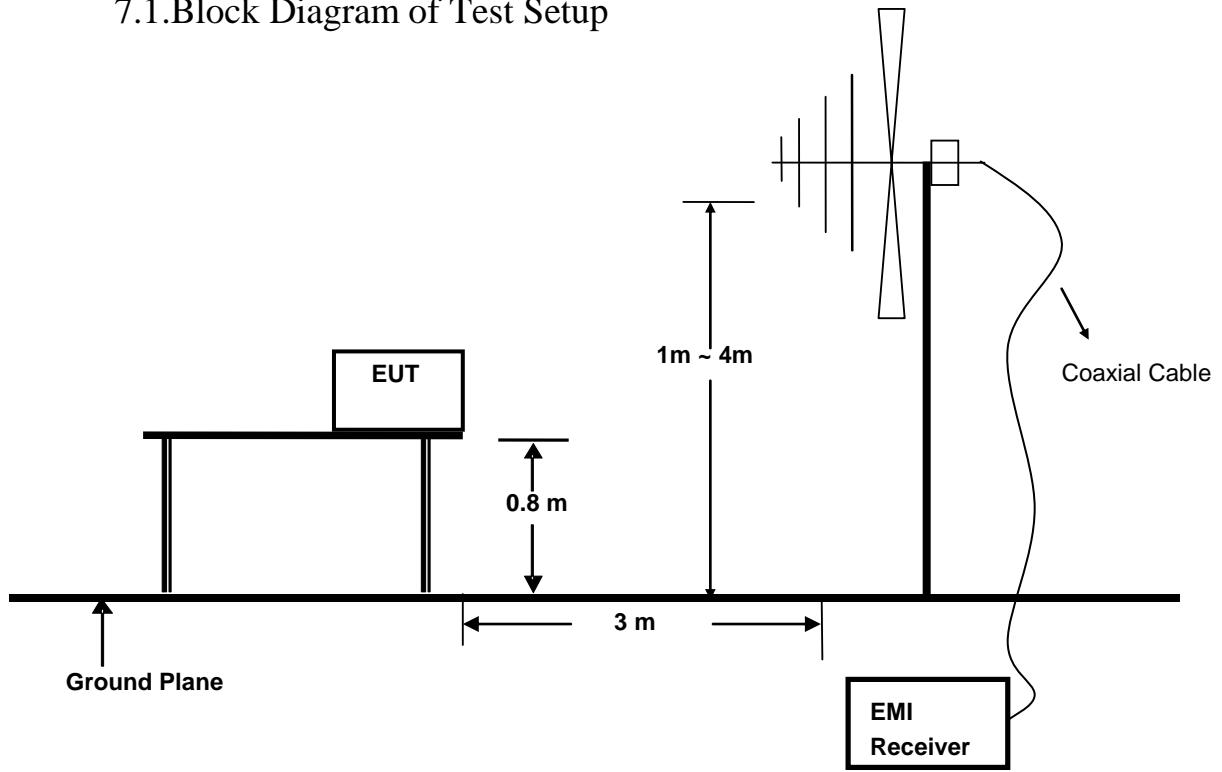 7.1.Block Diagram of Test Setup
EUT
1m ~ 4m
Coaxial Cable
0.8 m
3 m
Ground Plane
EMI
Receiver